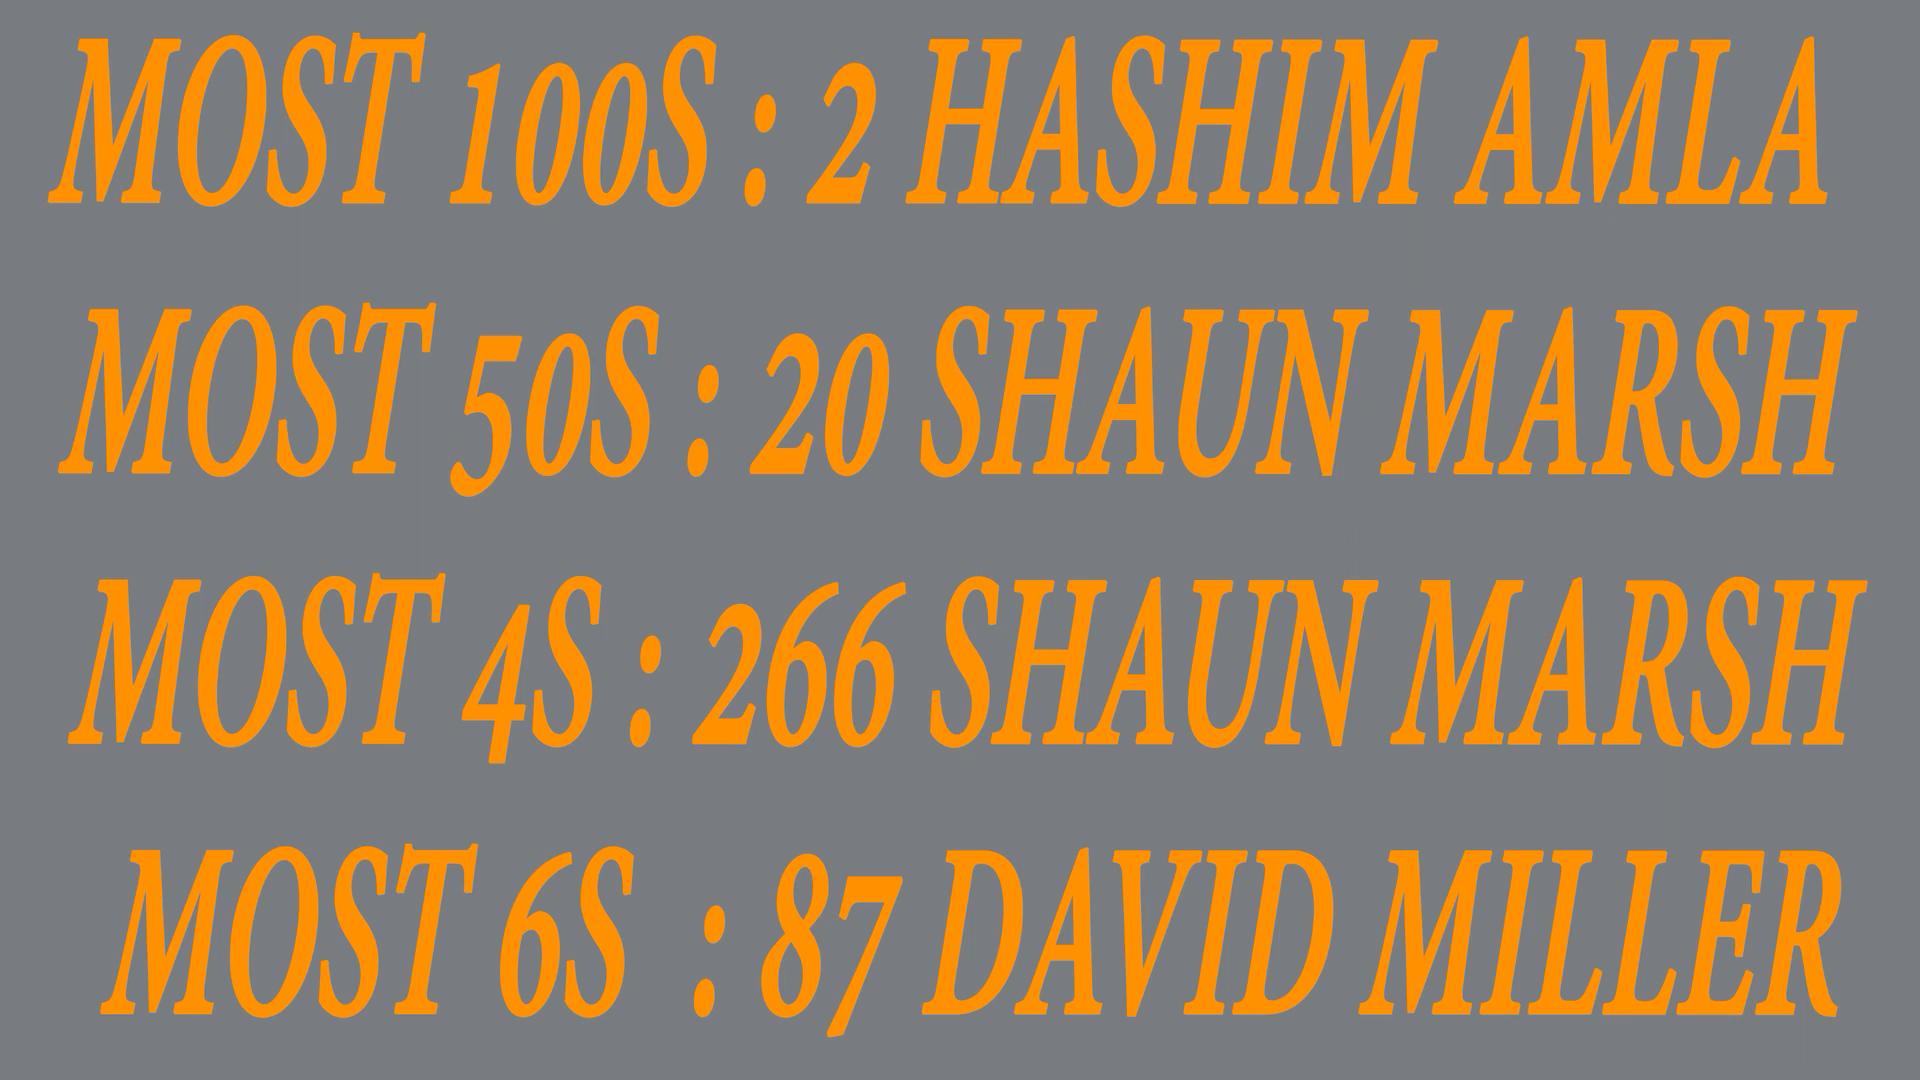 MOST 100S : 2 HASHIM AMLA
MOST 50S : 20 SHAUN MARSH
MOST 4S : 266 SHAUN MARSH
MOST 6S : 87 DAVID MILLER